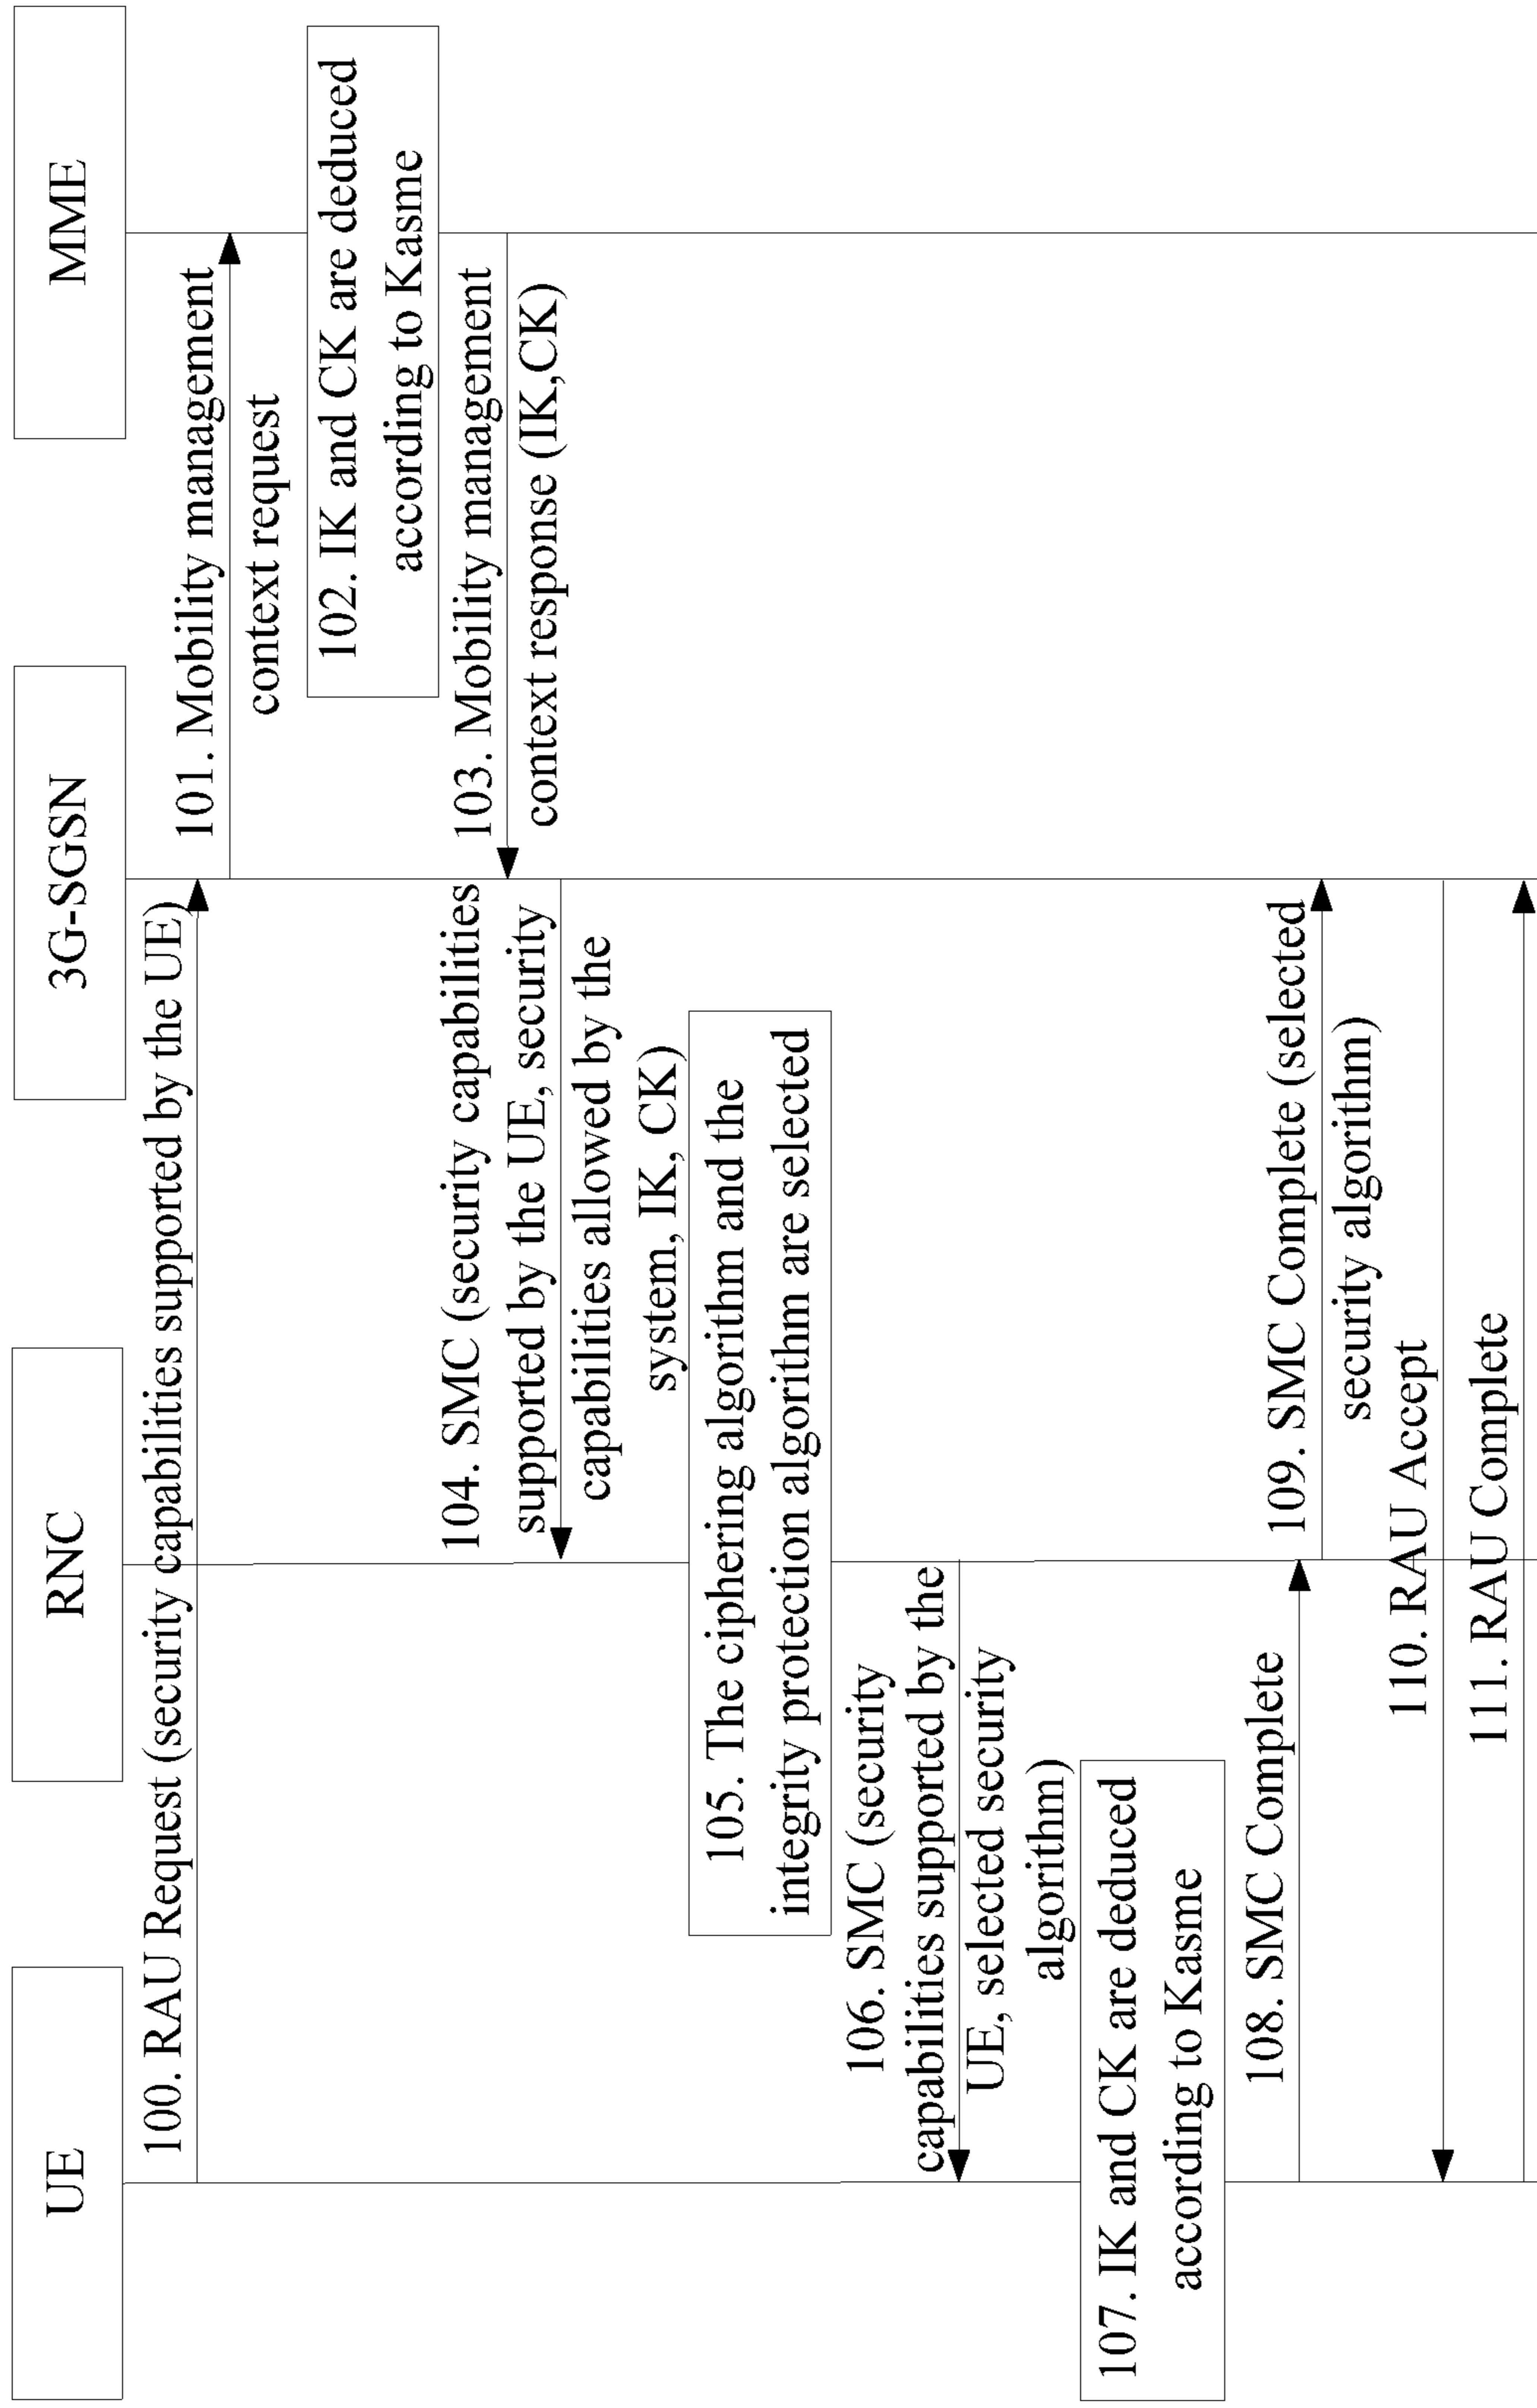 UE
RNC
3G-SGSN
MME
100. RAU Request (security capabilities supported by the UE)
101. Mobility management
context request
102. IK and CK are deduced
according to Kasme
103. Mobility management
context response (IK,CK)
104. SMC (security capabilities
supported by the UE, security
capabilities allowed by the
system, IK, CK)
105. The ciphering algorithm and the
integrity protection algorithm are selected
106. SMC (security
capabilities supported by the
UE, selected security
algorithm)
107. IK and CK are deduced
according to Kasme
108. SMC Complete
109. SMC Complete (selected
security algorithm)
110. RAU Accept
111. RAU Complete